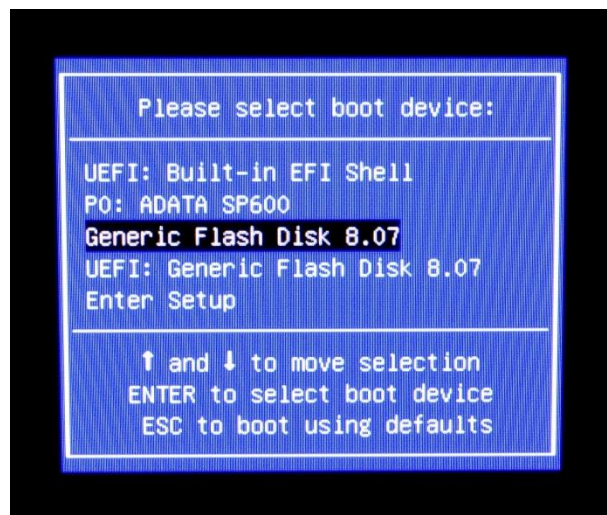 Please select boot device:
UEFI: Built-in EFI Shell
P0: ADATA SP600
Generic Flash Disk 8.07
UEFI: Generic Flash Disk 8.07
Enter Setup
↑ and ↓ to move selection
ENTER to select boot device
ESC to boot using defaults